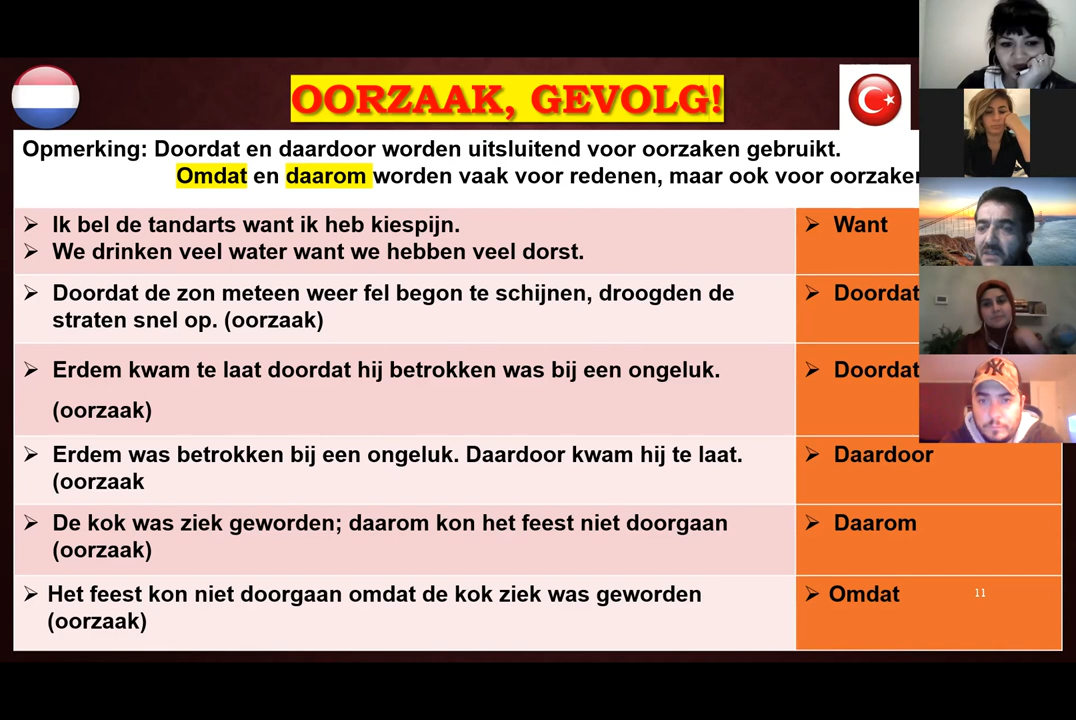 OORZAAK, GEVOLG!
Opmerking: Doordat en daardoor worden uitsluitend voor oorzaken gebruikt.
Omdat en daarom worden vaak voor redenen, maar ook voor oorzaken
Ik bel de tandarts want ik heb kiespijn.
We drinken veel water want we hebben veel dorst.
Want
Doordat de zon meteen weer fel begon te schijnen, droogden de
straten snel op. (oorzaak)
Doordat
Erdem kwam te laat doordat hij betrokken was bij een ongeluk.
(oorzaak)
Doordat
Erdem was betrokken bij een ongeluk. Daardoor kwam hij te laat.
(oorzaak
Daardoor
De kok was ziek geworden; daarom kon het feest niet doorgaan
(oorzaak)
Daarom
Het feest kon niet doorgaan omdat de kok ziek was geworden
(oorzaak)
Omdat
11